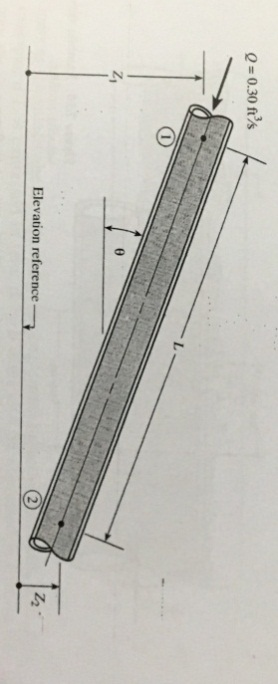 Q = 0.30 ft³/s
Z₁
①
θ
L
Elevation reference
②
Z₂